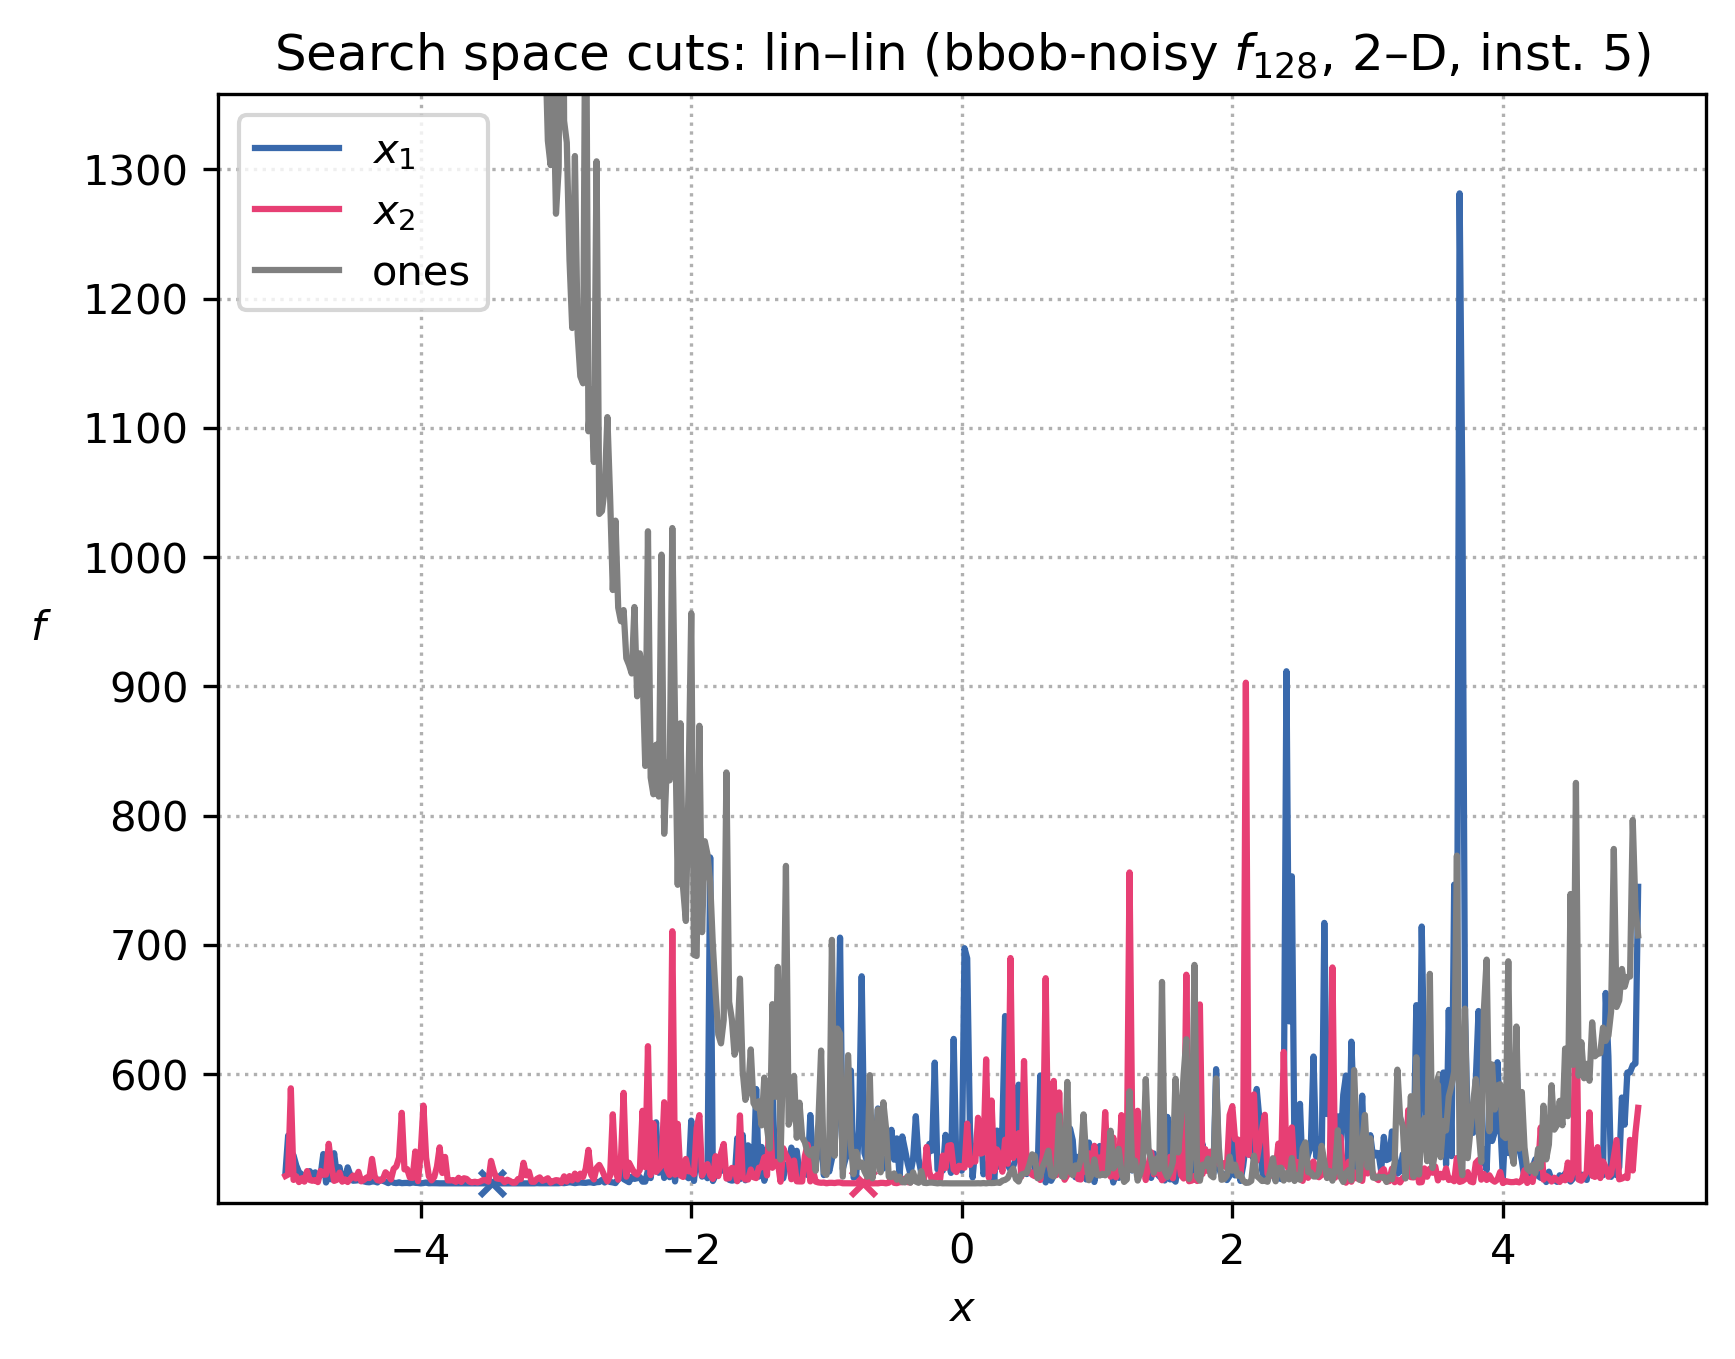 Search space cuts: lin–lin (bbob-noisy f₁₂₈, 2–D, inst. 5)
x₁
x₂
ones
1300
1200
1100
1000
900
800
700
600
f
−4
−2
0
2
4
x